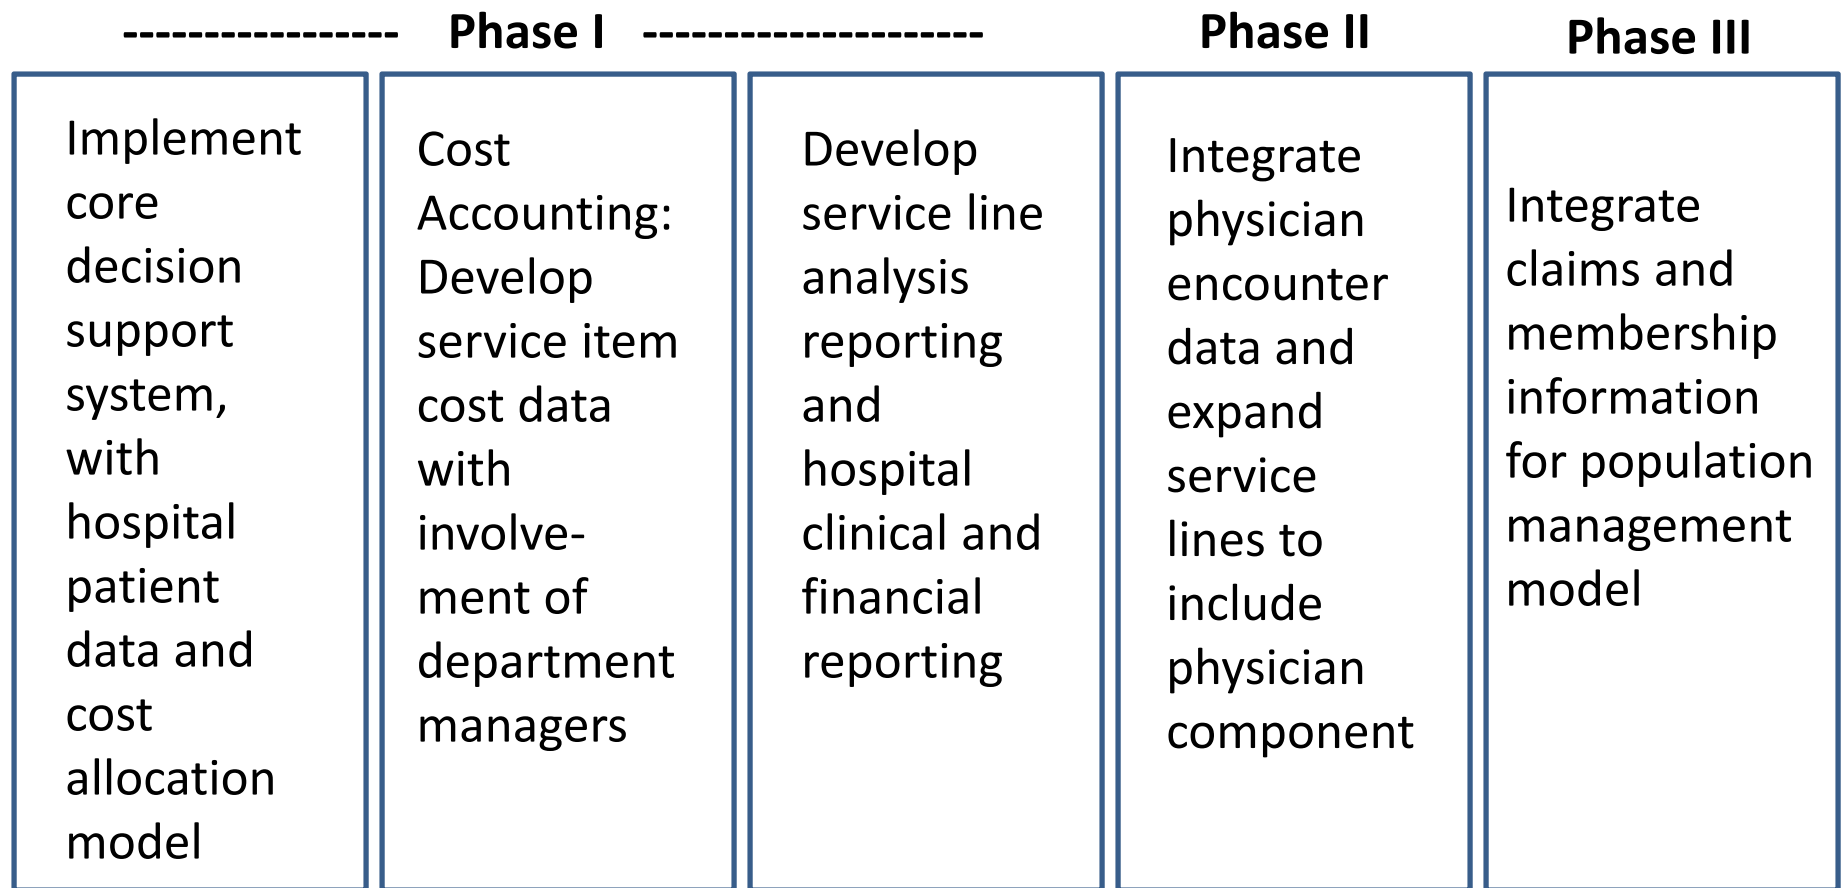 ----------------- Phase I --------------------- Phase II Phase III
Implement
core
decision
support
system,
with
hospital
patient
data and
cost
allocation
model
Cost
Accounting:
Develop
service item
cost data
with
involve-
ment of
department
managers
Develop
service line
analysis
reporting
and
hospital
clinical and
financial
reporting
Integrate
physician
encounter
data and
expand
service
lines to
include
physician
component
Integrate
claims and
membership
information
for population
management
model